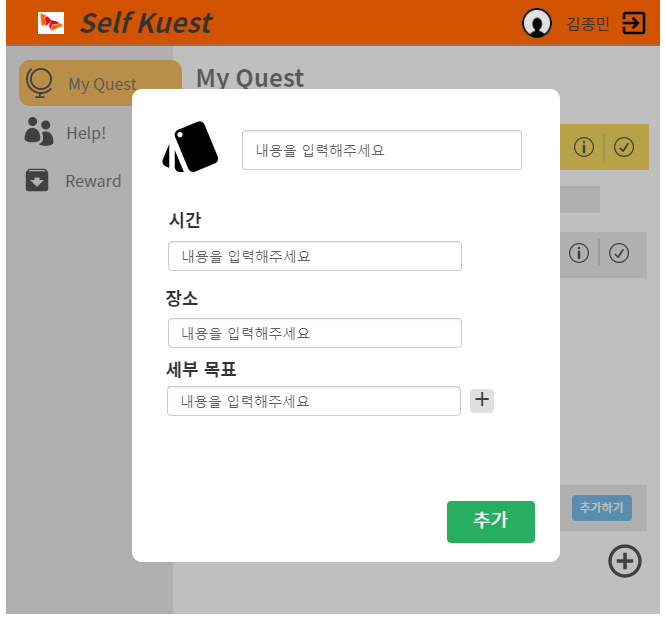 Self Kuest
김종민
My Quest
My Quest
Help!
Reward
내용을 입력해주세요
시간
내용을 입력해주세요
장소
내용을 입력해주세요
세부 목표
내용을 입력해주세요
추가하기
추가